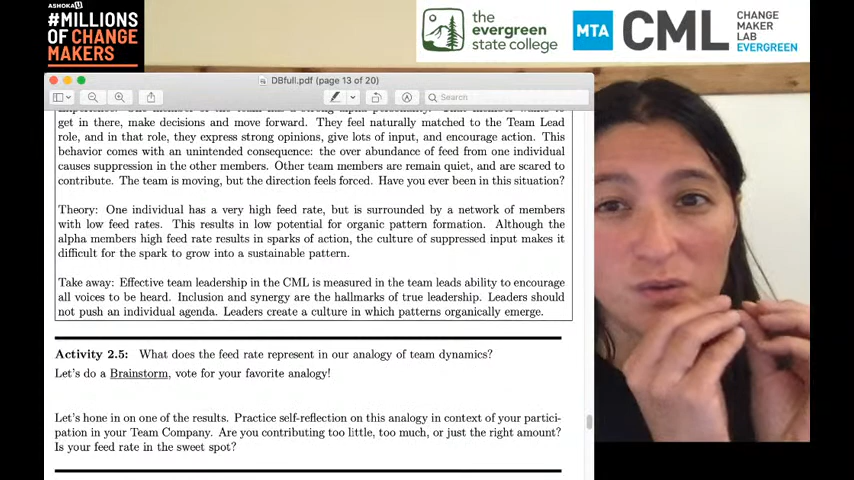 ASHOKA U
#MILLIONS
OF CHANGE
MAKERS
the
evergreen
state college
MTA
CML
CHANGE
MAKER
LAB
EVERGREEN
DBfull.pdf (page 13 of 20)
Search
get in there, make decisions and move forward. They feel naturally matched to the Team Lead
role, and in that role, they express strong opinions, give lots of input, and encourage action. This
behavior comes with an unintended consequence: the over abundance of feed from one individual
causes suppression in the other members. Other team members are remain quiet, and are scared to
contribute. The team is moving, but the direction feels forced. Have you ever been in this situation?
Theory: One individual has a very high feed rate, but is surrounded by a network of members
with low feed rates. This results in low potential for organic pattern formation. Although the
alpha members high feed rate results in sparks of action, the culture of suppressed input makes it
difficult for the spark to grow into a sustainable pattern.
Take away: Effective team leadership in the CML is measured in the team leads ability to encourage
all voices to be heard. Inclusion and synergy are the hallmarks of true leadership. Leaders should
not push an individual agenda. Leaders create a culture in which patterns organically emerge.
Activity 2.5: What does the feed rate represent in our analogy of team dynamics?
Let's do a Brainstorm, vote for your favorite analogy!
Let's hone in on one of the results. Practice self-reflection on this analogy in context of your partici-
pation in your Team Company. Are you contributing too little, too much, or just the right amount?
Is your feed rate in the sweet spot?